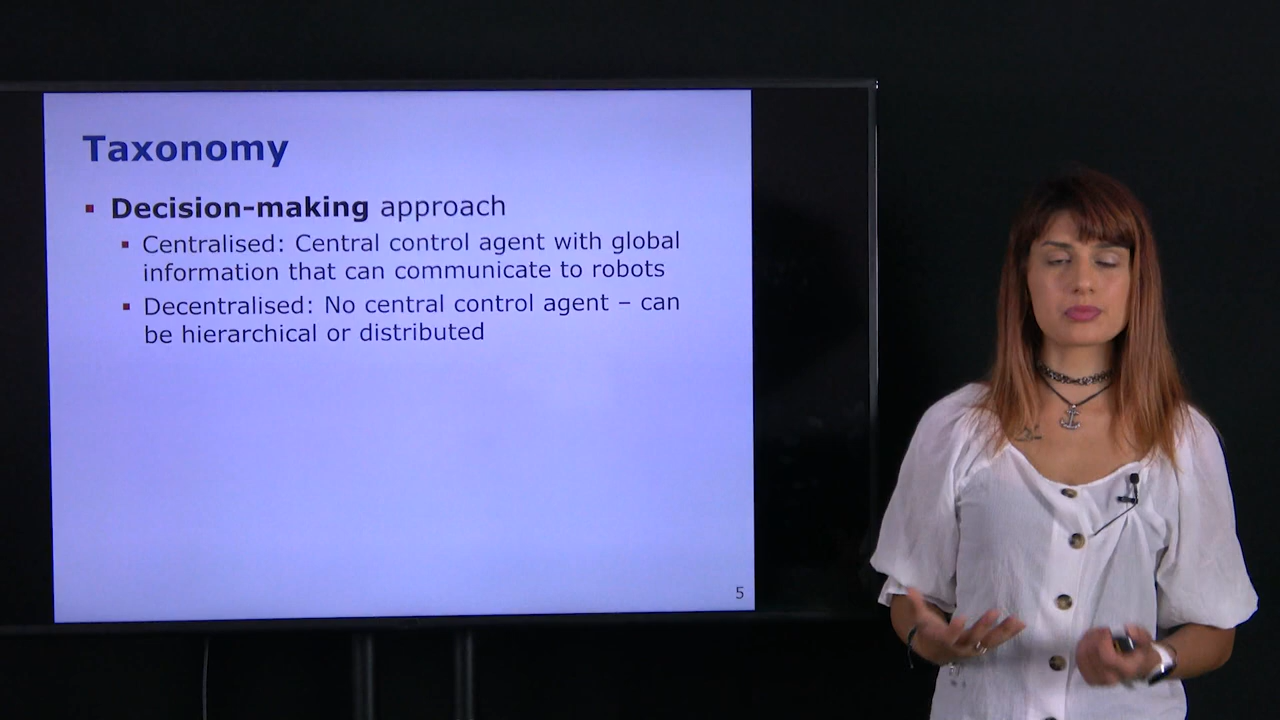 Taxonomy
▪ Decision-making approach
▪ Centralised: Central control agent with global
information that can communicate to robots
▪ Decentralised: No central control agent – can
be hierarchical or distributed
5